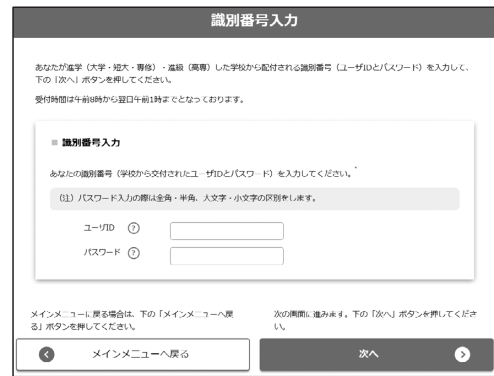 識別番号入力
あなたが進学（大学・短大・専修）・進級（高専）した学校から配付される識別番号（ユーザIDとパスワード）を入力して、
下の「次へ」ボタンを押してください。
受付時間は午前8時から翌日午前1時までとなっております。
■ 識別番号入力
あなたの識別番号（学校から交付されたユーザIDとパスワード）を入力してください。
（注）パスワード入力の際は全角・半角、大文字・小文字の区別をします。
ユーザID ?
パスワード ?
メインメニューに戻る場合は、下の「メインメニューへ戻
る」ボタンを押してください。
次の画面に進みます。下の「次へ」ボタンを押してくださ
い。
メインメニューへ戻る
次へ